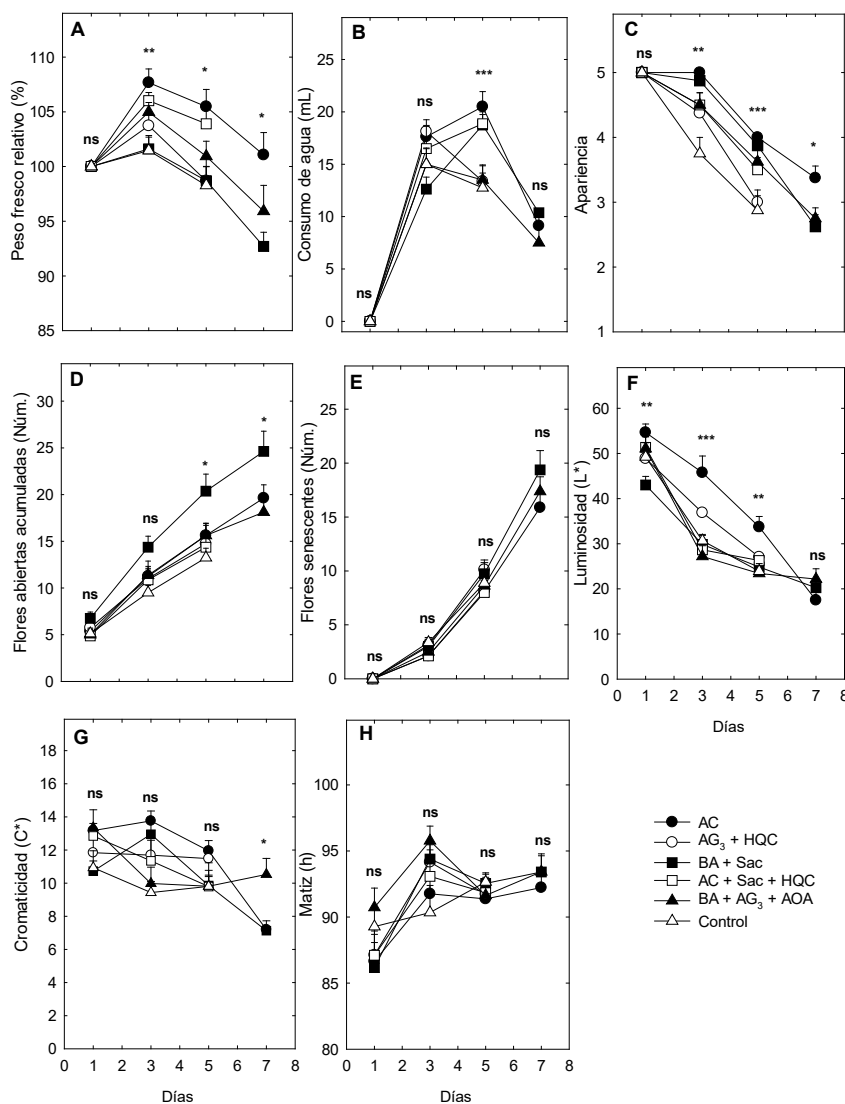 A
Peso fresco relativo (%)
110
105
100
95
90
85
ns
**
*
*
B
Consumo de agua (mL)
30
25
20
15
10
5
0
ns
ns
***
ns
C
Apariencia
5
4
3
2
1
ns
**
***
*
D
Flores abiertas acumuladas (Núm.)
30
25
20
15
10
5
0
ns
ns
*
*
E
Flores senescentes (Núm.)
30
25
20
15
10
5
0
ns
ns
ns
ns
F
Luminosidad (L*)
60
50
40
30
20
10
0
**
***
**
ns
0 1 2 3 4 5 6 7 8
Días
G
Cromaticidad (C*)
18
16
14
12
10
8
6
4
2
0
ns
ns
ns
*
0 1 2 3 4 5 6 7 8
Días
H
Matiz (h)
100
95
90
85
80
ns
ns
ns
ns
0 1 2 3 4 5 6 7 8
Días
AC
AG3 + HQC
BA + Sac
AC + Sac + HQC
BA + AG3 + AOA
Control